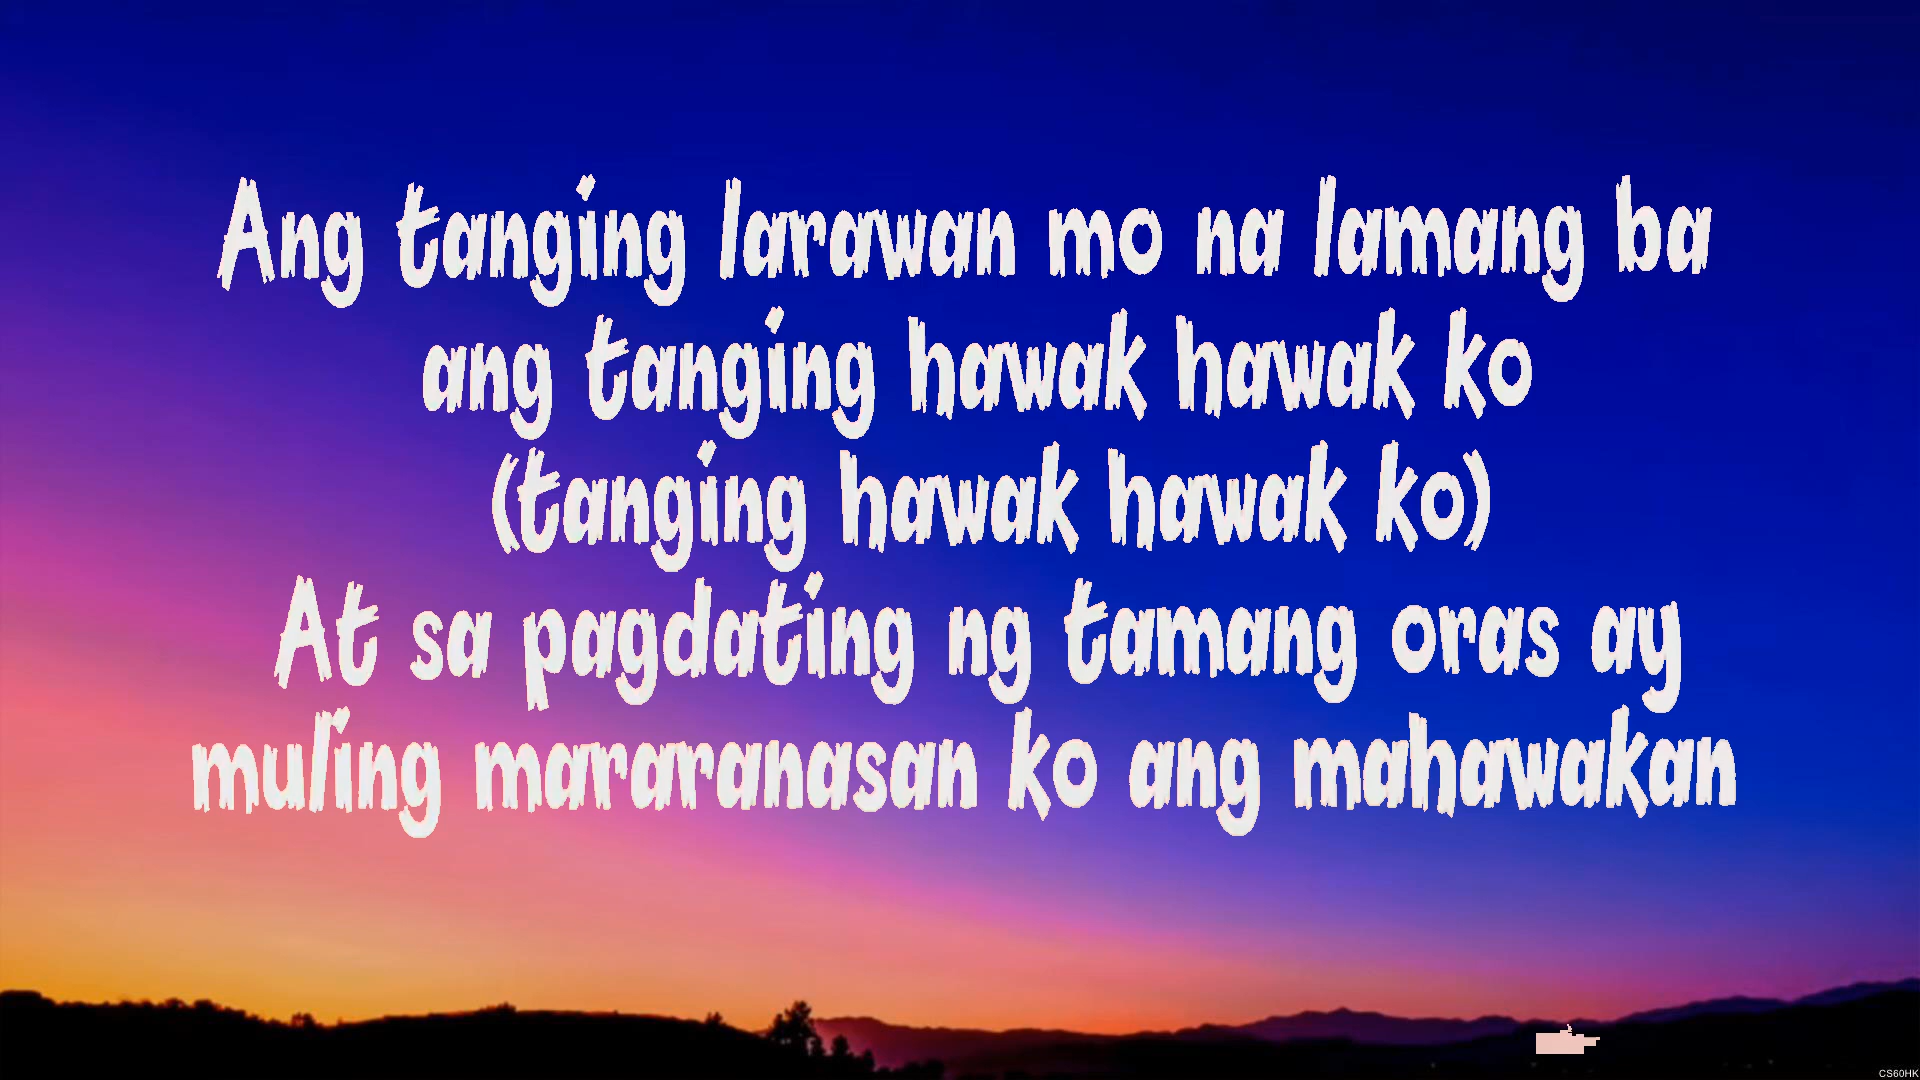 Ang tanging larawan mo na lamang ba
ang tanging hawak hawak ko
(tanging hawak hawak ko)
At sa pagdating ng tamang oras ay
muling mararanasan ko ang mahawakan
CS60HK